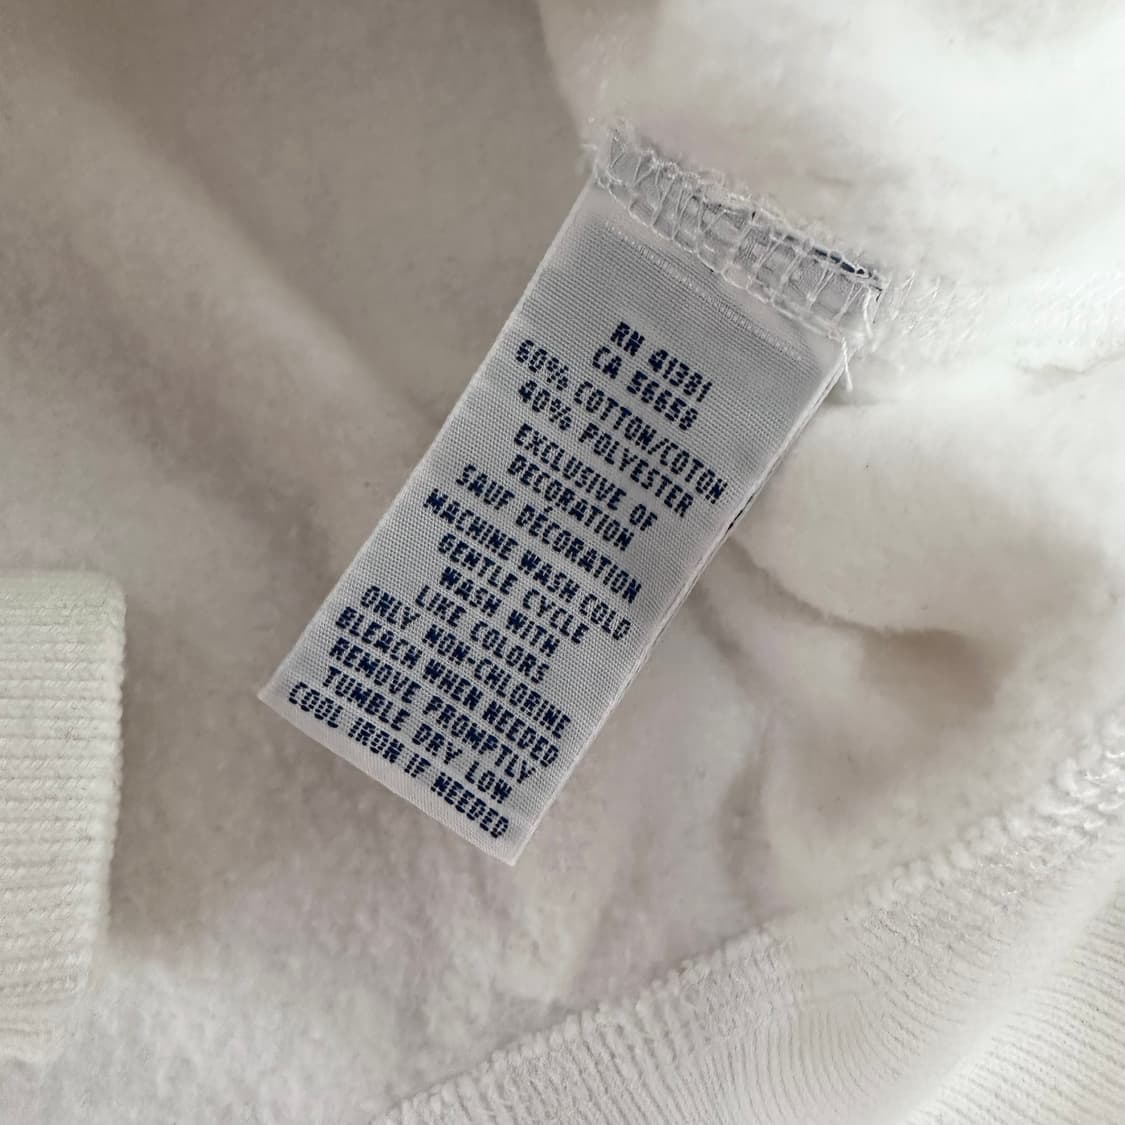 RN 41381
CA 56658
60% COTTON/COTON
40% POLYESTER
EXCLUSIVE OF
DECORATION
SAUF DÉCORATION
MACHINE WASH COLD
GENTLE CYCLE
WASH WITH
LIKE COLORS
ONLY NON-CHLORINE
BLEACH WHEN NEEDED
REMOVE PROMPTLY
TUMBLE DRY LOW
COOL IRON IF NEEDED